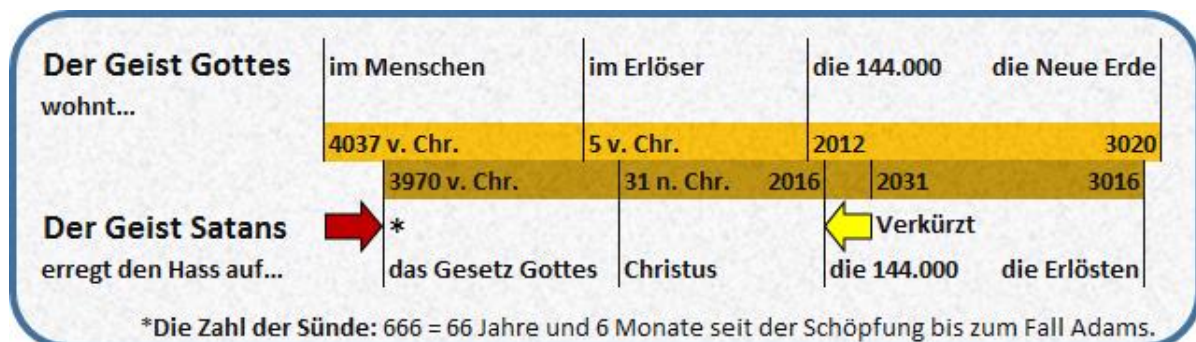 Der Geist Gottes im Menschen im Erlöser die 144.000 die Neue Erde
wohnt...
4037 v. Chr. 5 v. Chr. 2012 3020
3970 v. Chr. 31 n. Chr. 2016 2031 3016
Der Geist Satans * Verkürzt
erregt den Hass auf... das Gesetz Gottes Christus die 144.000 die Erlösten
*Die Zahl der Sünde: 666 = 66 Jahre und 6 Monate seit der Schöpfung bis zum Fall Adams.